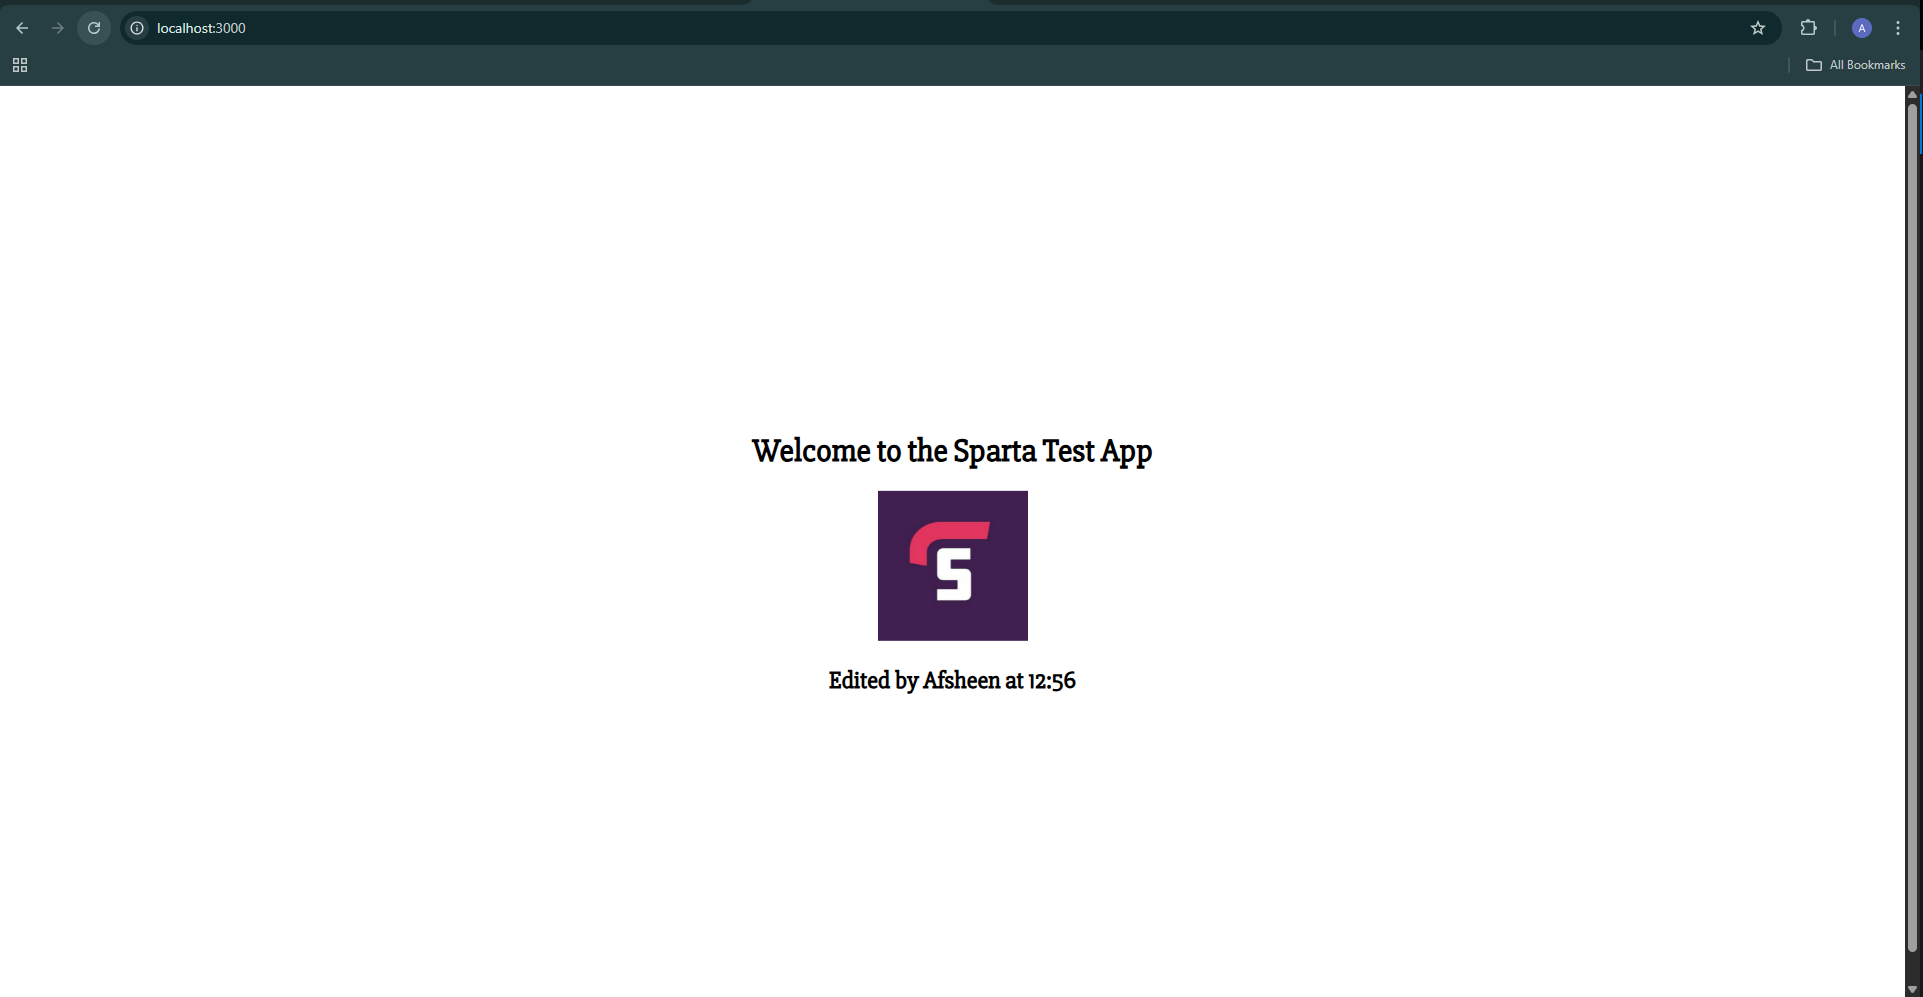 localhost:3000
A
All Bookmarks
Welcome to the Sparta Test App
S
Edited by Afsheen at 12:56